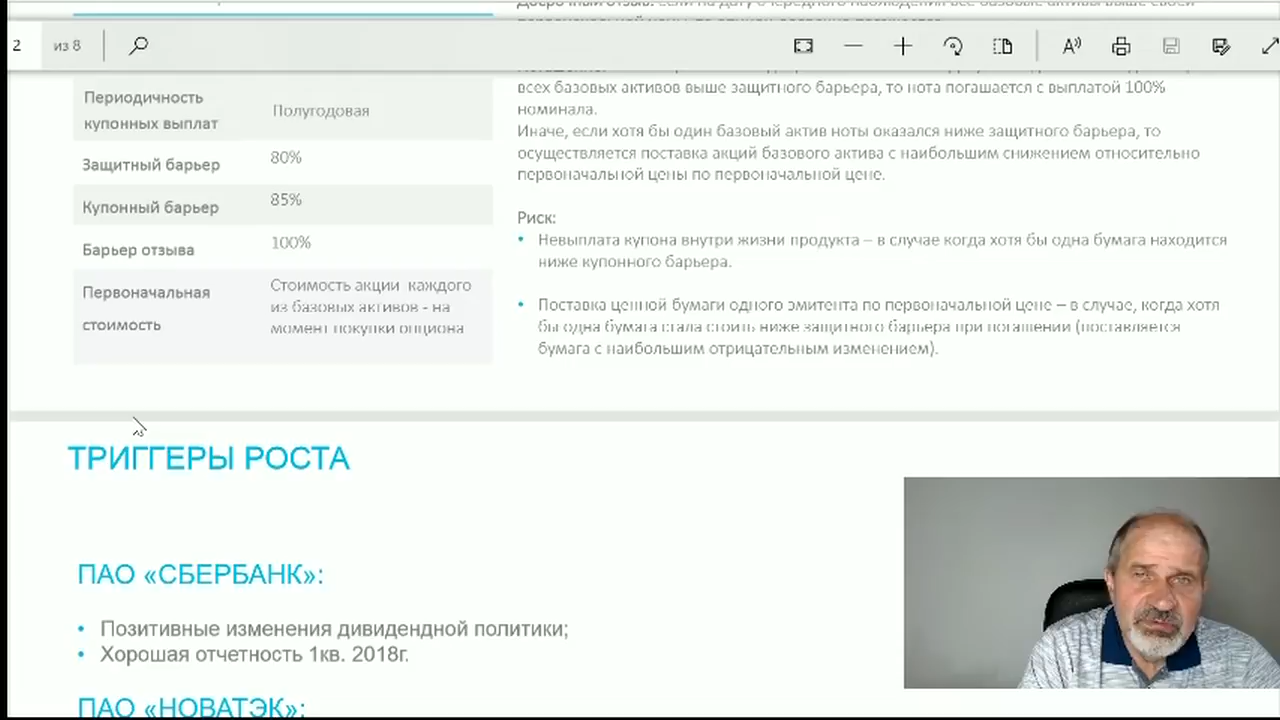 2 из 8
Периодичность
купонных выплат
Полугодовая
Защитный барьер
80%
Купонный барьер
85%
Барьер отзыва
100%
Первоначальная
стоимость
Стоимость акции каждого
из базовых активов - на
момент покупки опциона
всех базовых активов выше защитного барьера, то нота погашается с выплатой 100%
номинала.
Иначе, если хотя бы один базовый актив ноты оказался ниже защитного барьера, то
осуществляется поставка акций базового актива с наибольшим снижением относительно
первоначальной цены по первоначальной цене.
Риск:
• Невыплата купона внутри жизни продукта – в случае когда хотя бы одна бумага находится
ниже купонного барьера.
• Поставка ценной бумаги одного эмитента по первоначальной цене – в случае, когда хотя
бы одна бумага стала стоить ниже защитного барьера при погашении (поставляется
бумага с наибольшим отрицательным изменением).
ТРИГГЕРЫ РОСТА
ПАО «СБЕРБАНК»:
• Позитивные изменения дивидендной политики;
• Хорошая отчетность 1кв. 2018г.
ПАО «НОВАТЭК»: